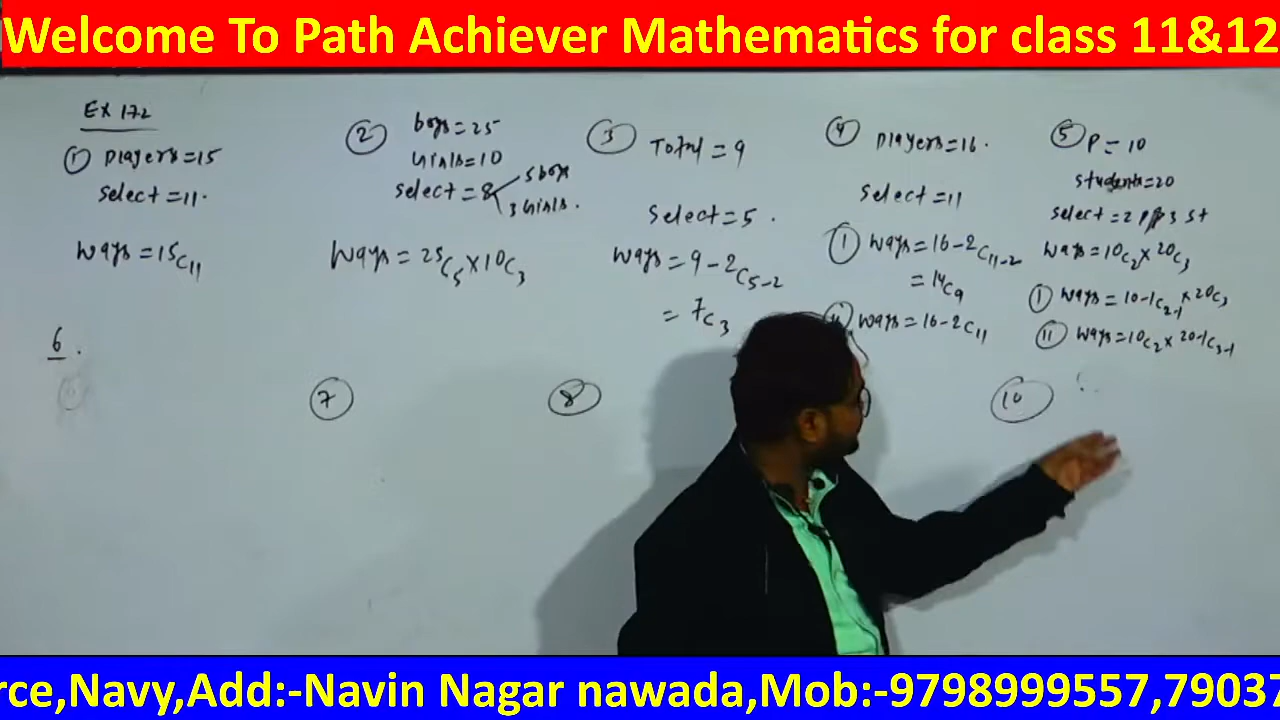 Welcome To Path Achiever Mathematics for class 11&12
EX 17.2
① Players=15
select=11.
Ways=15C11
② boys=25
Girls=10
select=8 5 boys
3 Girls.
Ways=25C5×10C3
③ Total=9
select=5.
Ways=9-2C5-2
=7C3
④ Players=16.
select=11
Ⓘ Ways=16-2C11-2
=14C9
Ways=16-2C11
⑤ P=10
students=20
select=2 P 3 st
Ways=10C2×20C3
Ⓘ Ways=10-1C2-1×20C3
Ⓘⓘ Ways=10C2×20-1C3-1
6.
⑦
⑧
⑩
rce,Navy,Add:-Navin Nagar nawada,Mob:-9798999557,79037